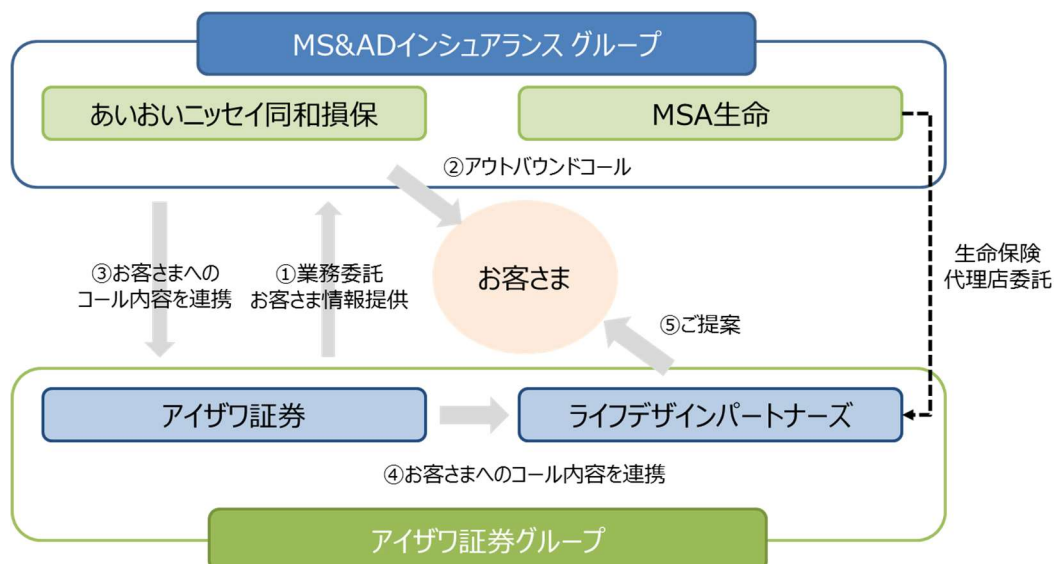 MS&ADインシュアランス グループ
あいおいニッセイ同和損保
MSA生命
②アウトバウンドコール
③お客さまへの
コール内容を連携
①業務委託
お客さま情報提供
お客さま
生命保険
代理店委託
⑤ご提案
アイザワ証券
ライフデザインパートナーズ
④お客さまへのコール内容を連携
アイザワ証券グループ